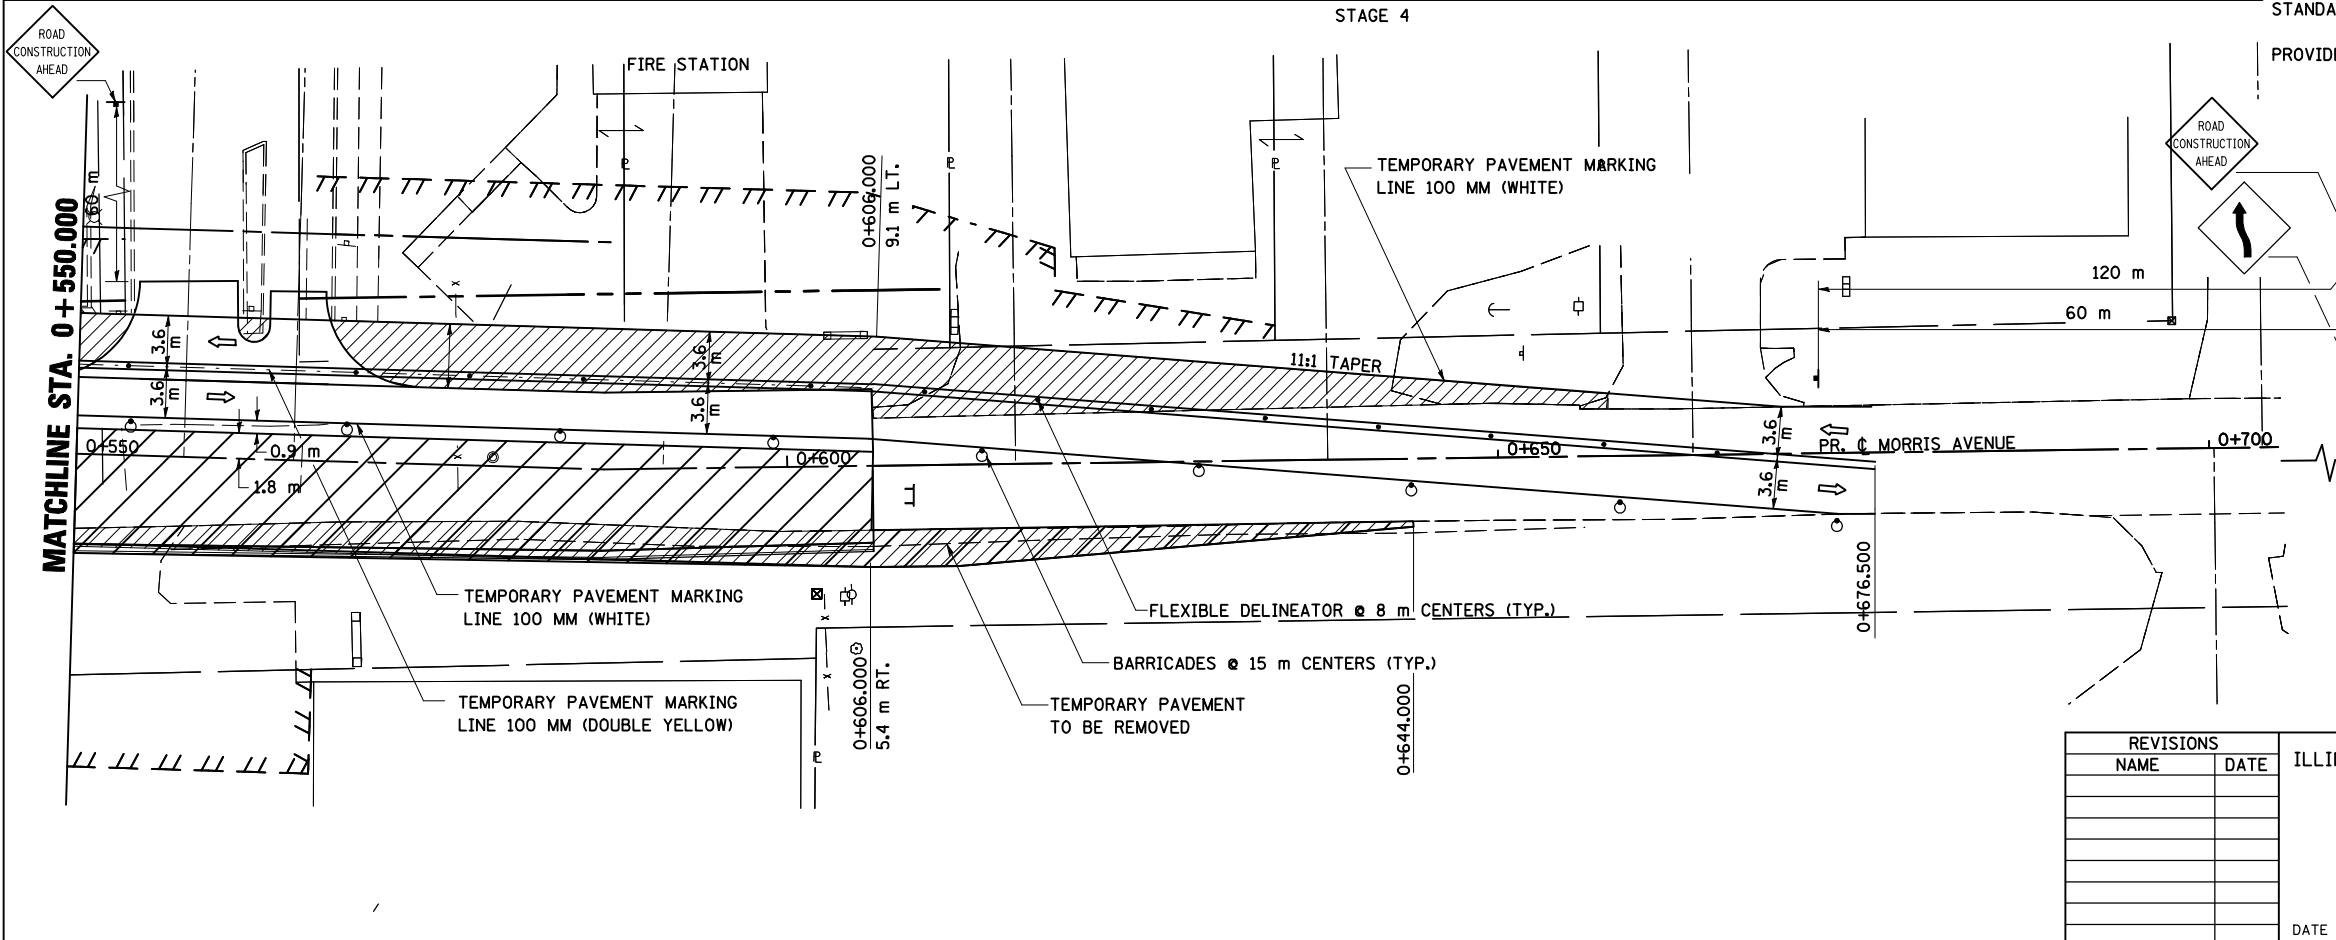 STAGE 4
STANDA
PROVIDE
ROAD
CONSTRUCTION
AHEAD
FIRE STATION
60 m
0+606.000
9.1 m LT.
TEMPORARY PAVEMENT MARKING
LINE 100 MM (WHITE)
ROAD
CONSTRUCTION
AHEAD
120 m
60 m
MATCHLINE STA. 0+550.000
3.6
m
3.6
m
3.6
m
3.6
m
11:1 TAPER
3.6
m
3.6
m
PR. ℄ MORRIS AVENUE
0+550
0.9 m
1.8 m
0+600
0+650
0+700
TEMPORARY PAVEMENT MARKING
LINE 100 MM (WHITE)
FLEXIBLE DELINEATOR @ 8 m CENTERS (TYP.)
BARRICADES @ 15 m CENTERS (TYP.)
TEMPORARY PAVEMENT MARKING
LINE 100 MM (DOUBLE YELLOW)
TEMPORARY PAVEMENT
TO BE REMOVED
0+606.000
5.4 m RT.
0+644.000
0+676.500
REVISIONS
NAME DATE
ILLI
DATE